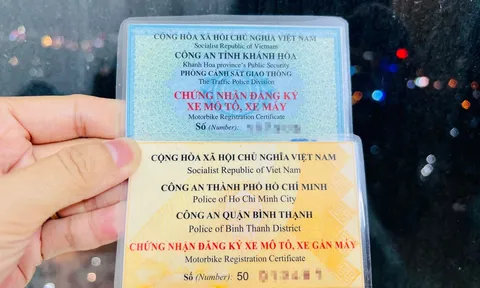 CỘNG HÒA XÃ HỘI CHỦ NGHĨA VIỆT NAM
Socialist Republic of Vietnam
CÔNG AN TỈNH KHÁNH HÒA
Khanh Hoa province's Public Security
PHÒNG CẢNH SÁT GIAO THÔNG
The Traffic Police Division
CHỨNG NHẬN ĐĂNG KÝ
XE MÔ TÔ, XE MÁY
Motorbike Registration Certificate
Số (Number):
CỘNG HÒA XÃ HỘI CHỦ NGHĨA VIỆT NAM
Socialist Republic of Viet Nam
CÔNG AN THÀNH PHỐ HỒ CHÍ MINH
Police of Ho Chi Minh City
CÔNG AN QUẬN BÌNH THẠNH
Police of Binh Thanh District
CHỨNG NHẬN ĐĂNG KÝ XE MÔ TÔ, XE GẮN MÁY
Motorbike Registration Certificate
Số (Number): 50